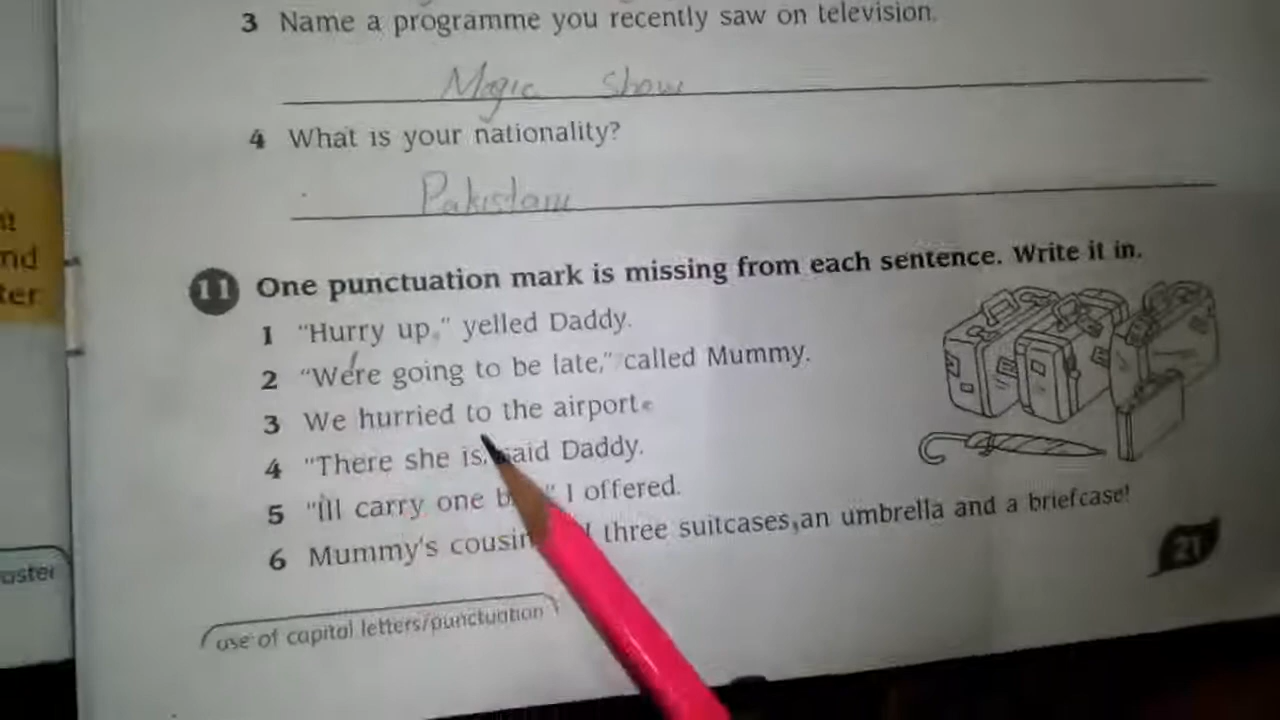 3 Name a programme you recently saw on television.
Magic Show
4 What is your nationality?
Pakistani
11 One punctuation mark is missing from each sentence. Write it in.
1 "Hurry up," yelled Daddy.
2 "We're going to be late," called Mummy.
3 We hurried to the airport.
4 "There she is, said Daddy.
5 "I'll carry one " I offered.
6 Mummy's cousin three suitcases,an umbrella and a briefcase!
21
use of capital letters/punctuation
nd